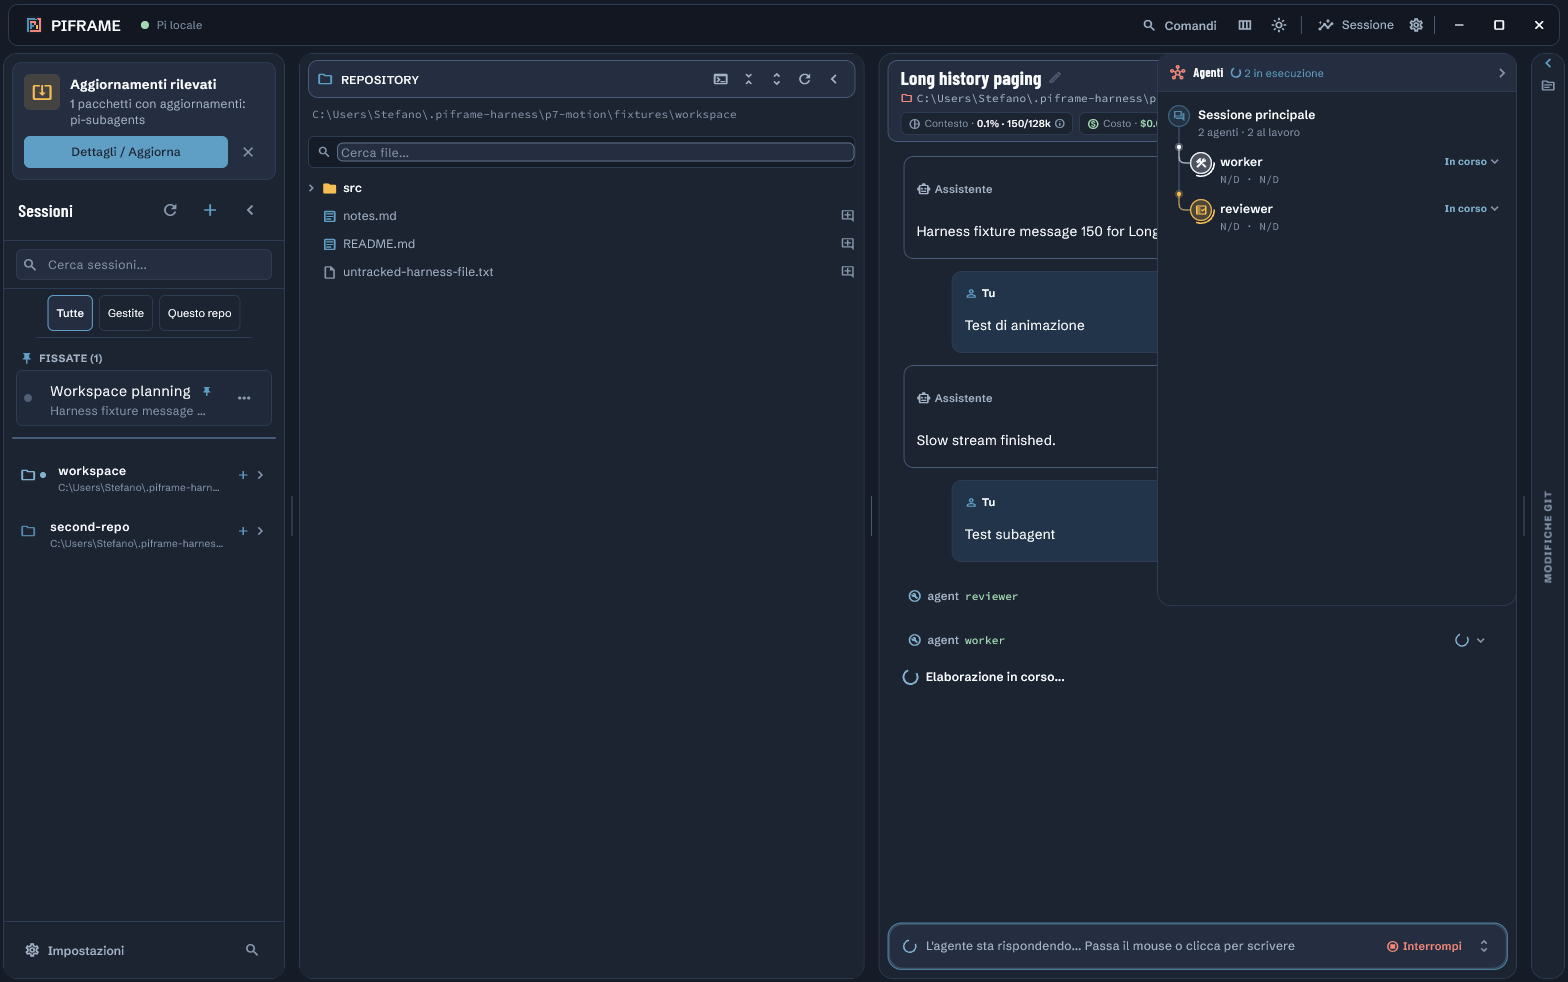 PIFRAME
Pi locale
Comandi
Sessione
Aggiornamenti rilevati
1 pacchetti con aggiornamenti:
pi-subagents
Dettagli / Aggiorna
Sessioni
Cerca sessioni...
Tutte
Gestite
Questo repo
FISSATE (1)
Workspace planning
Harness fixture message ...
workspace
C:\Users\Stefano\.piframe-harn...
second-repo
C:\Users\Stefano\.piframe-harnes...
Impostazioni
REPOSITORY
C:\Users\Stefano\.piframe-harness\p7-motion\fixtures\workspace
Cerca file...
src
notes.md
README.md
untracked-harness-file.txt
Long history paging
C:\Users\Stefano\.piframe-harness\p
Contesto · 0.1% · 150/128k
Costo · $0.
Assistente
Harness fixture message 150 for Long
Tu
Test di animazione
Assistente
Slow stream finished.
Tu
Test subagent
agent reviewer
agent worker
Elaborazione in corso...
L'agente sta rispondendo... Passa il mouse o clicca per scrivere
Interrompi
Agenti
2 in esecuzione
Sessione principale
2 agenti · 2 al lavoro
worker
In corso
N/D · N/D
reviewer
In corso
N/D · N/D
MODIFICHE GIT